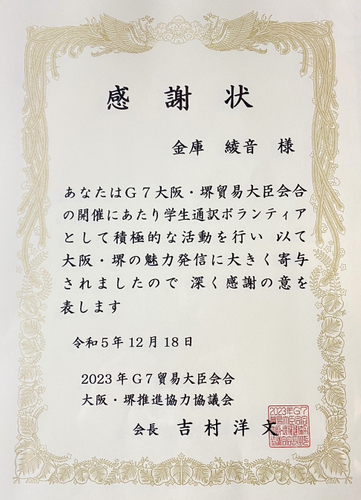 感謝状
金庫 綾音 様
あなたはG7大阪・堺貿易大臣会合
の開催にあたり学生通訳ボランティア
として積極的な活動を行い 以て
大阪・堺の魅力発信に大きく寄与
されましたので 深く感謝の意を
表します
令和5年12月18日
2023年G7貿易大臣会合
大阪・堺推進協力協議会
会長 吉村洋文